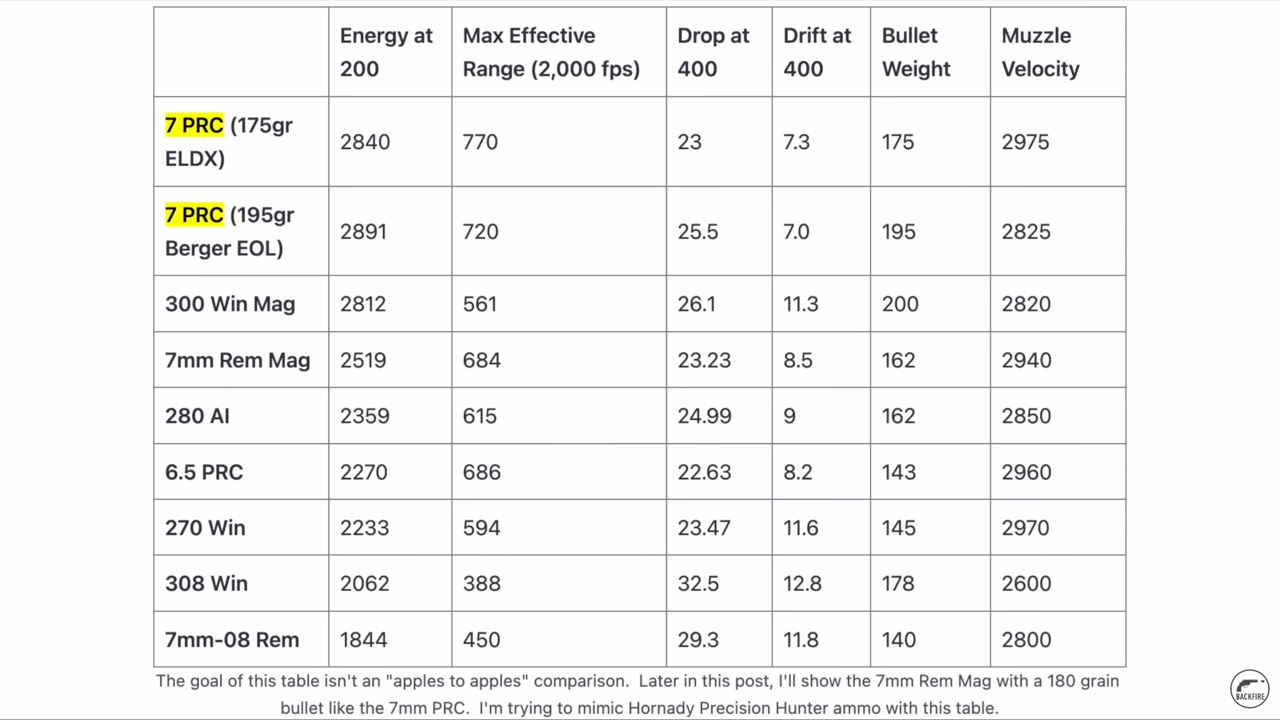 Energy at 200 Max Effective Range (2,000 fps) Drop at 400 Drift at 400 Bullet Weight Muzzle Velocity
7 PRC (175gr ELDX) 2840 770 23 7.3 175 2975
7 PRC (195gr Berger EOL) 2891 720 25.5 7.0 195 2825
300 Win Mag 2812 561 26.1 11.3 200 2820
7mm Rem Mag 2519 684 23.23 8.5 162 2940
280 AI 2359 615 24.99 9 162 2850
6.5 PRC 2270 686 22.63 8.2 143 2960
270 Win 2233 594 23.47 11.6 145 2970
308 Win 2062 388 32.5 12.8 178 2600
7mm-08 Rem 1844 450 29.3 11.8 140 2800
The goal of this table isn't an "apples to apples" comparison. Later in this post, I'll show the 7mm Rem Mag with a 180 grain
bullet like the 7mm PRC. I'm trying to mimic Hornady Precision Hunter ammo with this table.
BACKFIRE